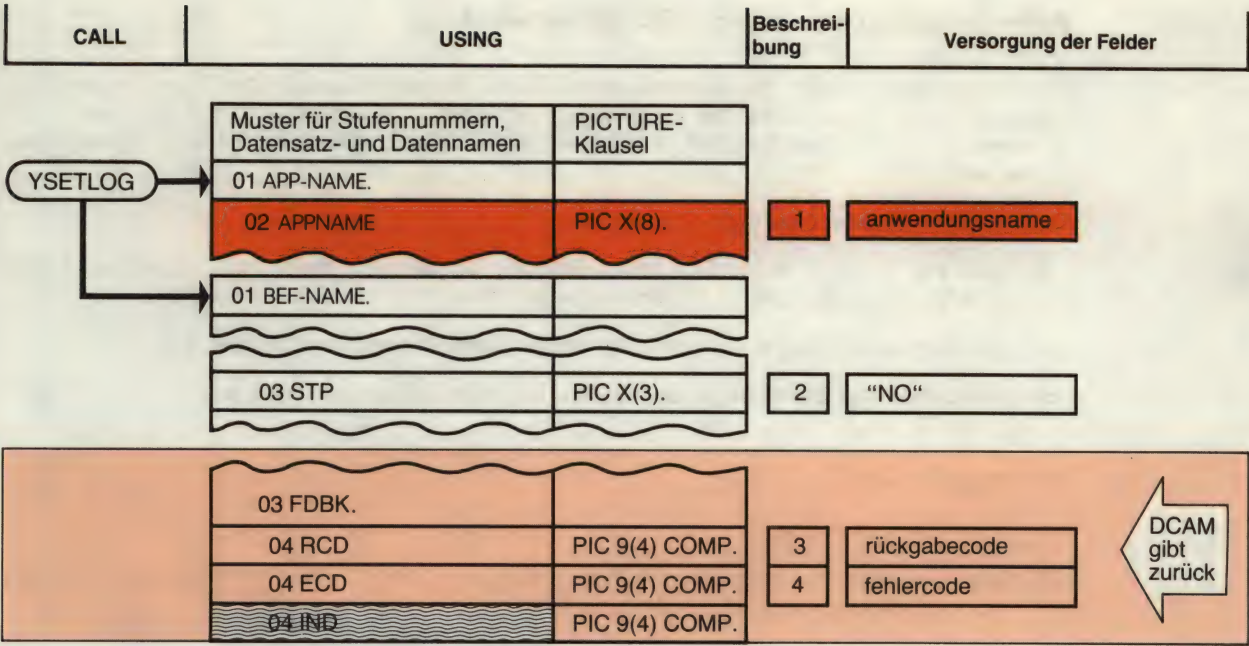 CALL
USING
Beschrei-
bung
Versorgung der Felder
Muster für Stufennummern,
Datensatz- und Datennamen
PICTURE-
Klausel
YSETLOG
01 APP-NAME.
02 APPNAME
PIC X(8).
1
anwendungsname
01 BEF-NAME.
03 STP
PIC X(3).
2
“NO“
03 FDBK.
04 RCD
PIC 9(4) COMP.
3
rückgabecode
04 ECD
PIC 9(4) COMP.
4
fehlercode
04 IND
PIC 9(4) COMP.
DCAM
gibt
zurück